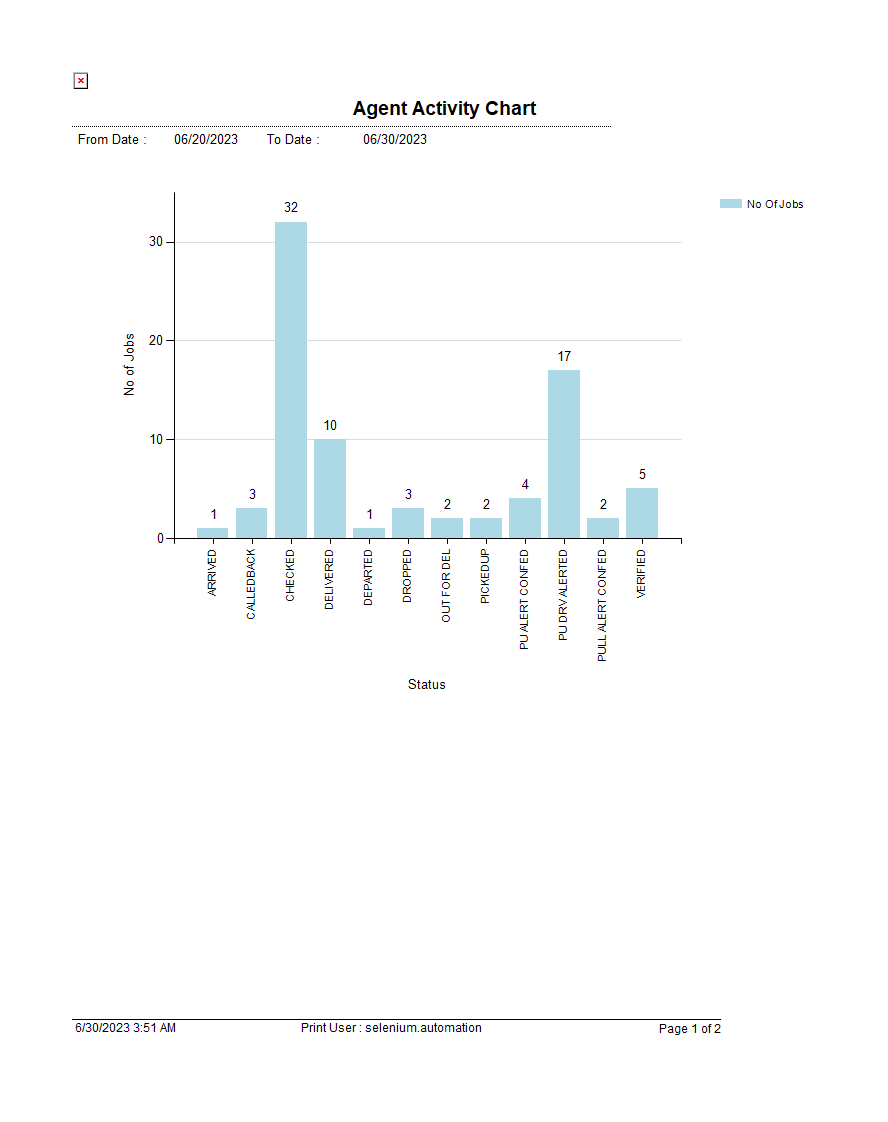 Agent Activity Chart
From Date : 06/20/2023 To Date : 06/30/2023
No Of Jobs
No of Jobs
30
20
10
0
32
17
10
5
4
3
3
2
2
2
1
1
ARRIVED
CALLEDBACK
CHECKED
DELIVERED
DEPARTED
DROPPED
OUT FOR DEL
PICKEDUP
PU ALERT CONFED
PU DRV ALERTED
PULL ALERT CONFED
VERIFIED
Status
6/30/2023 3:51 AM Print User : selenium.automation Page 1 of 2